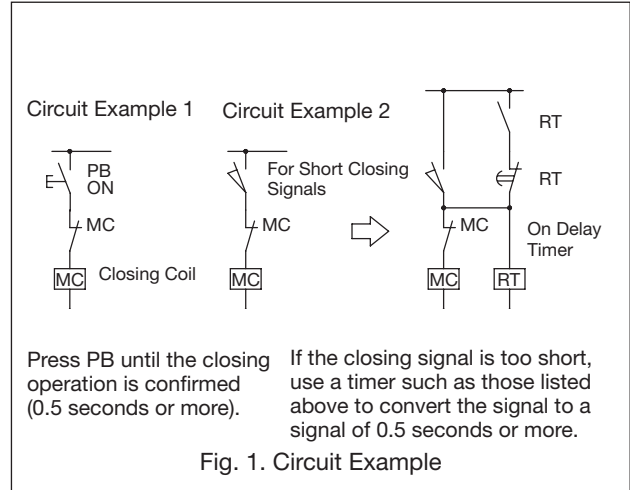 Circuit Example 1
PB
ON
MC
MC
Closing Coil
Press PB until the closing
operation is confirmed
(0.5 seconds or more).
Circuit Example 2
For Short Closing
Signals
MC
MC
RT
RT
MC
On Delay
Timer
MC
RT
If the closing signal is too short,
use a timer such as those listed
above to convert the signal to a
signal of 0.5 seconds or more.
Fig. 1. Circuit Example